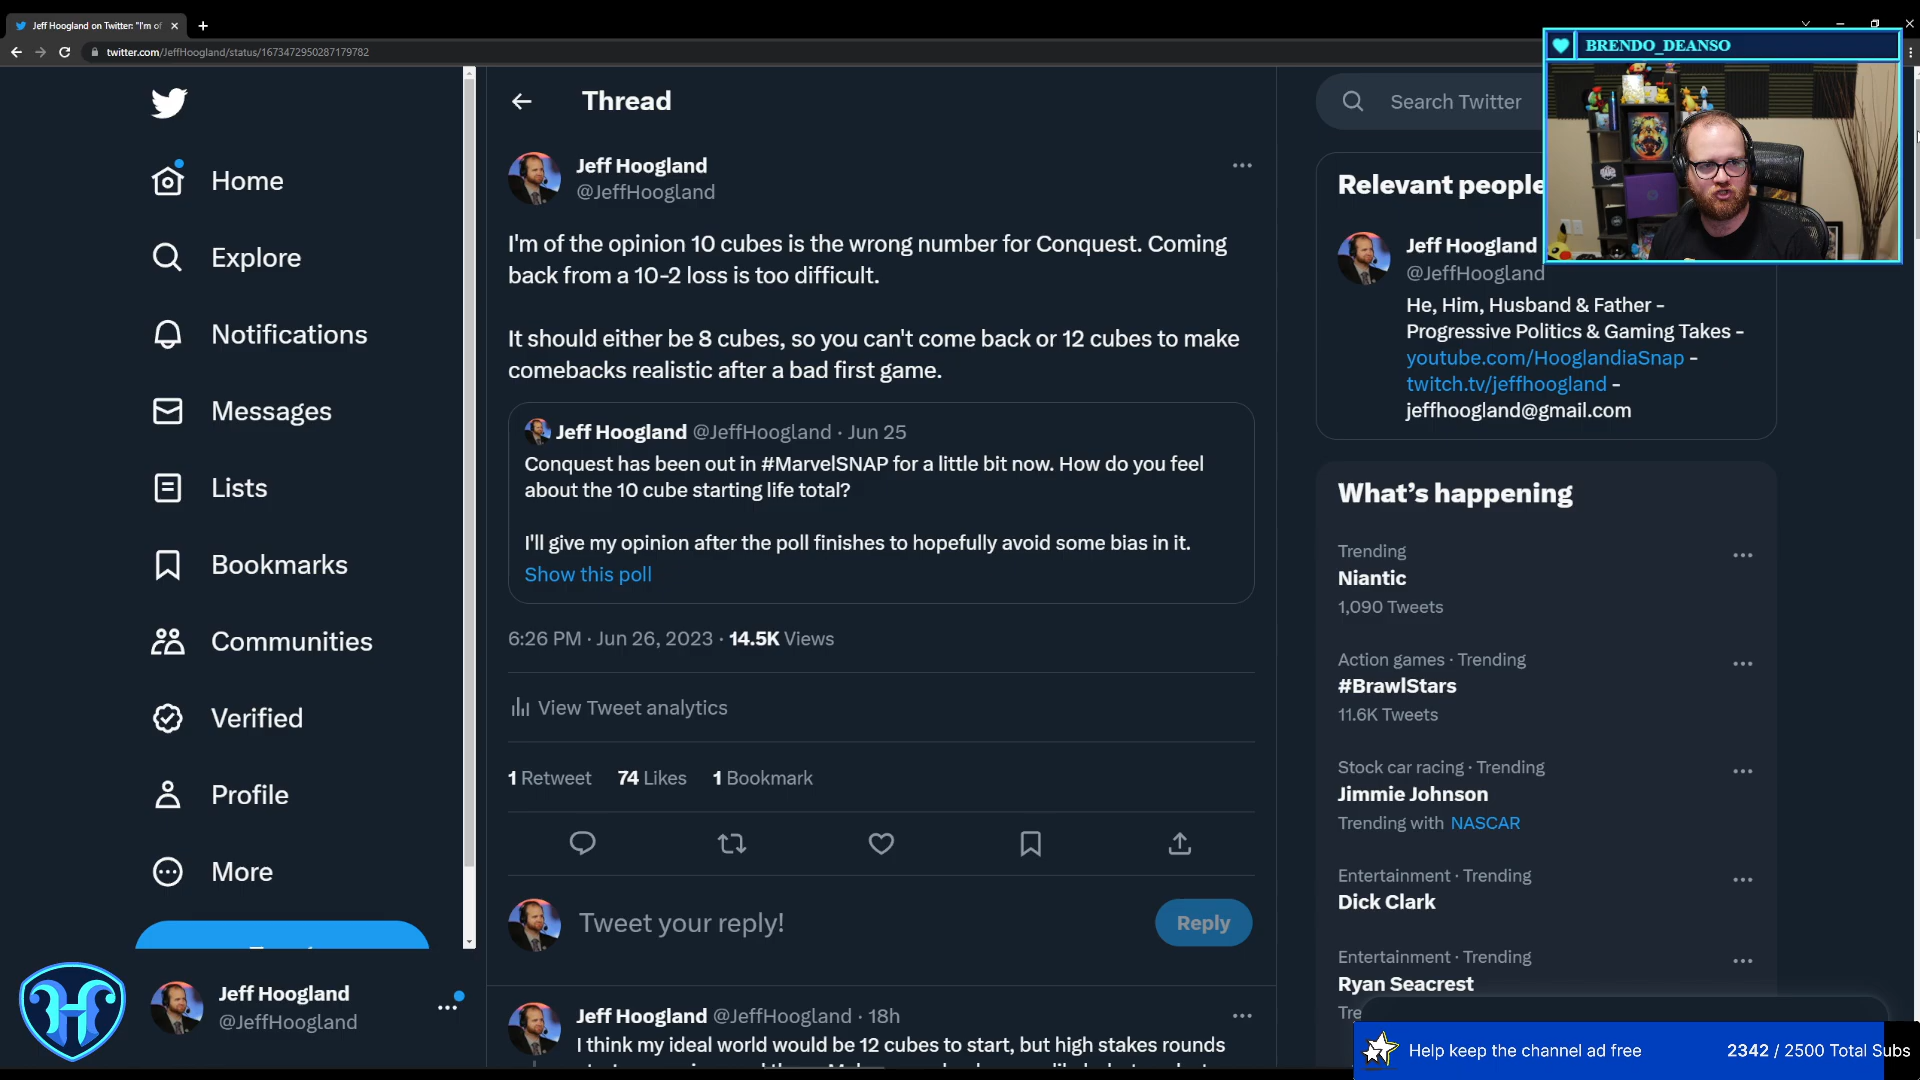 Jeff Hoogland on Twitter: "I'm of
twitter.com/JeffHoogland/status/1673472950287179782
BRENDO_DEANSO
Home
Explore
Notifications
Messages
Lists
Bookmarks
Communities
Verified
Profile
More
Jeff Hoogland
@JeffHoogland
Thread
Jeff Hoogland
@JeffHoogland
I'm of the opinion 10 cubes is the wrong number for Conquest. Coming
back from a 10-2 loss is too difficult.
It should either be 8 cubes, so you can't come back or 12 cubes to make
comebacks realistic after a bad first game.
Jeff Hoogland @JeffHoogland · Jun 25
Conquest has been out in #MarvelSNAP for a little bit now. How do you feel
about the 10 cube starting life total?
I'll give my opinion after the poll finishes to hopefully avoid some bias in it.
Show this poll
6:26 PM · Jun 26, 2023 · 14.5K Views
View Tweet analytics
1 Retweet 74 Likes 1 Bookmark
Tweet your reply!
Reply
Jeff Hoogland @JeffHoogland · 18h
I think my ideal world would be 12 cubes to start, but high stakes rounds
Search Twitter
Relevant people
Jeff Hoogland
@JeffHoogland
He, Him, Husband & Father -
Progressive Politics & Gaming Takes -
youtube.com/HooglandiaSnap -
twitch.tv/jeffhoogland -
jeffhoogland@gmail.com
What's happening
Trending
Niantic
1,090 Tweets
Action games · Trending
#BrawlStars
11.6K Tweets
Stock car racing · Trending
Jimmie Johnson
Trending with NASCAR
Entertainment · Trending
Dick Clark
Entertainment · Trending
Ryan Seacrest
Help keep the channel ad free 2342 / 2500 Total Subs